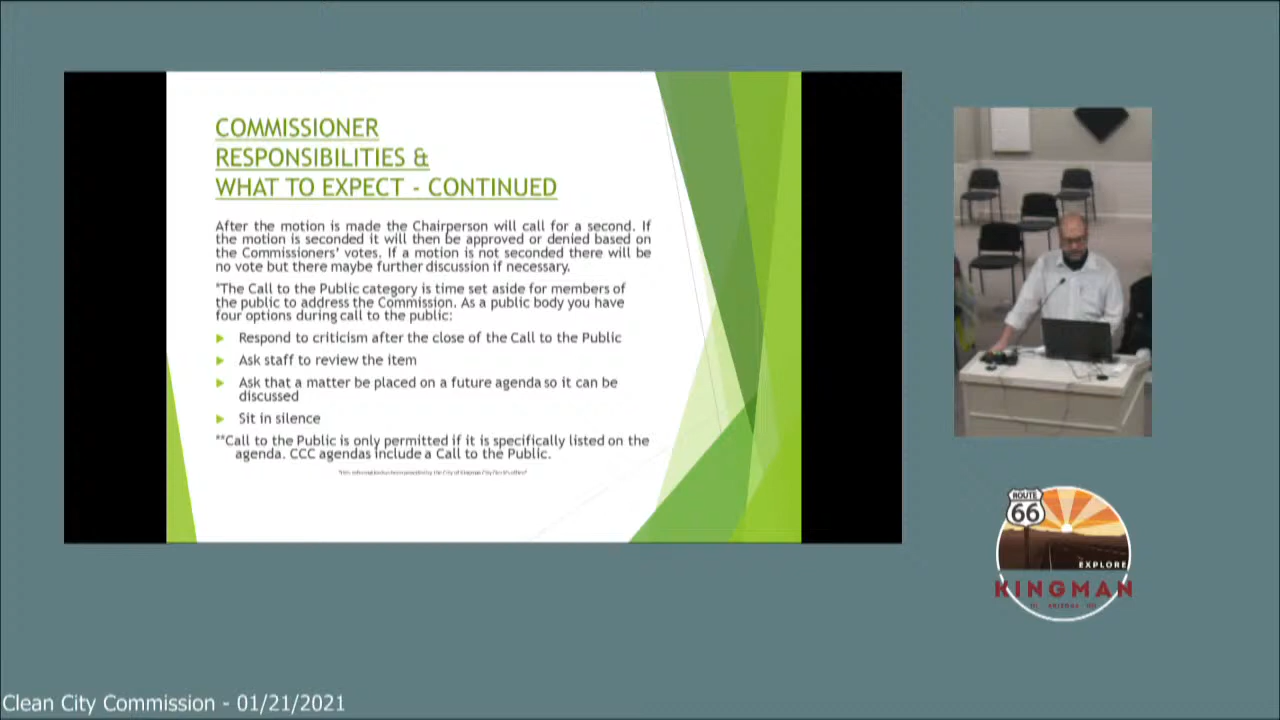 COMMISSIONER
RESPONSIBILITIES &
WHAT TO EXPECT - CONTINUED
After the motion is made the Chairperson will call for a second. If
the motion is seconded it will then be approved or denied based on
the Commissioners' votes. If a motion is not seconded there will be
no vote but there maybe further discussion if necessary.
*The Call to the Public category is time set aside for members of
the public to address the Commission. As a public body you have
four options during call to the public:
Respond to criticism after the close of the Call to the Public
Ask staff to review the item
Ask that a matter be placed on a future agenda so it can be
discussed
Sit in silence
**Call to the Public is only permitted if it is specifically listed on the
agenda. CCC agendas include a Call to the Public.
ROUTE
66
EXPLORE
KINGMAN
ARIZONA
Clean City Commission - 01/21/2021